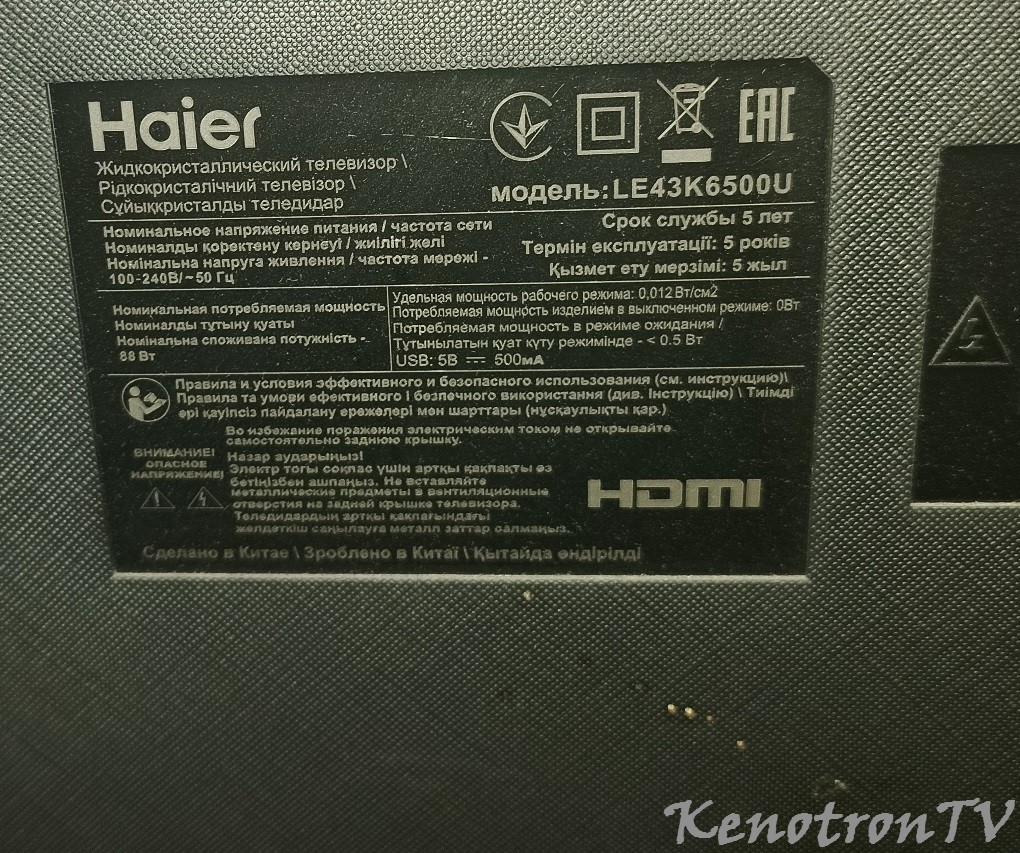 Haier
EAC
Жидкокристаллический телевизор \
Рідкокристалічний телевізор \
Сұйыққристалды теледидар
модель:LE43K6500U
Номинальное напряжение питания / частота сети
Номиналды қоректену кернеуі / жиілігі желі
Номінальна напруга живлення / частота мережі -
100-240В/~50 Гц
Срок службы 5 лет
Термін експлуатації: 5 років
Қызмет ету мерзімі: 5 жыл
Номинальная потребляемая мощность
Номиналды тұтыну қуаты
Номінальна споживана потужність -
88 Вт
Удельная мощность рабочего режима: 0,012 Вт/см2
Потребляемая мощность изделием в выключенном режиме: 0Вт
Потребляемая мощность в режиме ожидания /
Тұтынылатын қуат күту режимінде - < 0.5 Вт
USB: 5В ⎓ 500мА
Правила и условия эффективного и безопасного использования (см. инструкцию)\
Правила та умови ефективного і безпечного використання (див. Інструкцію) \ Тиімді
әрі қауіпсіз пайдалану ережелері мен шарттары (нұсқаулықты қар.)
ВНИМАНИЕ!
ОПАСНОЕ
НАПРЯЖЕНИЕ!
Во избежание поражения электрическим током не открывайте
самостоятельно заднюю крышку.
Назар аударыңыз!
Электр тогы соқпас үшін артқы қақпақты өз
бетіңізбен ашпаңыз. Не вставляйте
металлические предметы в вентиляционные
отверстия на задней крышке телевизора.
Теледидардың артқы қақпағындағы
желдеткіш саңылауға металл заттар салмаңыз.
HDMI
Сделано в Китае \ Зроблено в Китаї \ Қытайда өндірілді
KenotronTV